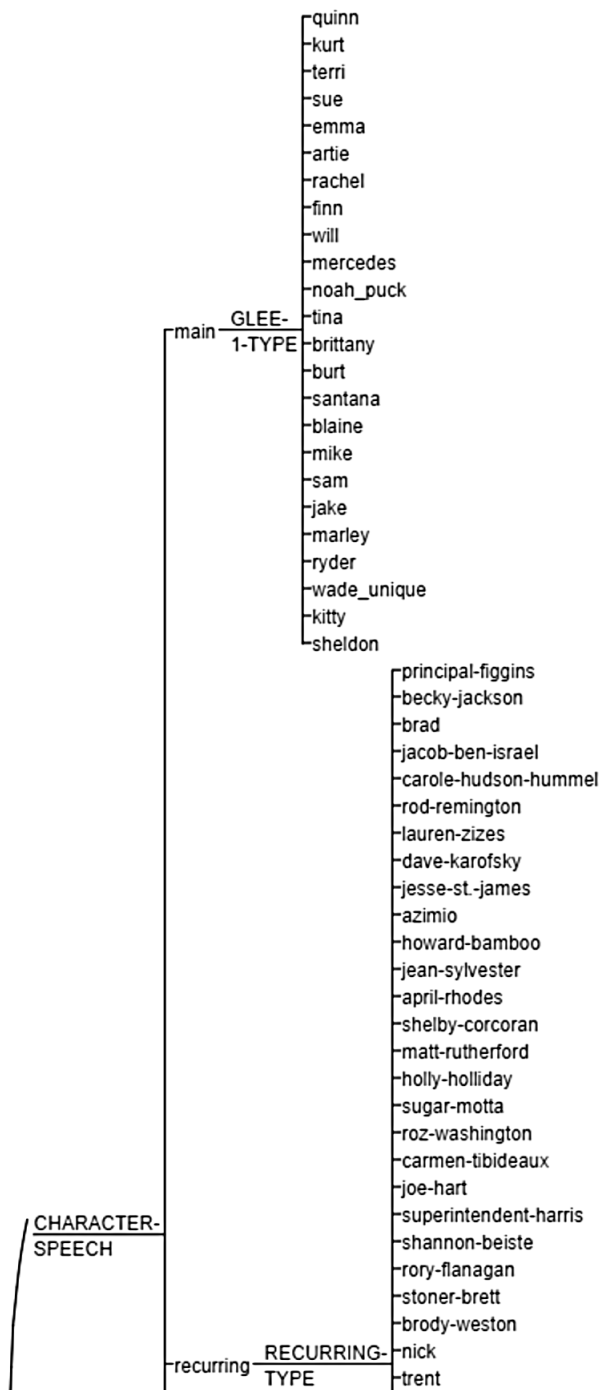 quinn
kurt
terri
sue
emma
artie
rachel
finn
will
mercedes
noah_puck
tina
main GLEE-
1-TYPE
brittany
burt
santana
blaine
mike
sam
jake
marley
ryder
wade_unique
kitty
sheldon
principal-figgins
becky-jackson
brad
jacob-ben-israel
carole-hudson-hummel
rod-remington
lauren-zizes
dave-karofsky
jesse-st.-james
azimio
howard-bamboo
jean-sylvester
april-rhodes
shelby-corcoran
matt-rutherford
holly-holliday
sugar-motta
roz-washington
carmen-tibideaux
joe-hart
superintendent-harris
CHARACTER-
SPEECH
shannon-beiste
rory-flanagan
stoner-brett
brody-weston
recurring RECURRING-
TYPE
nick
trent